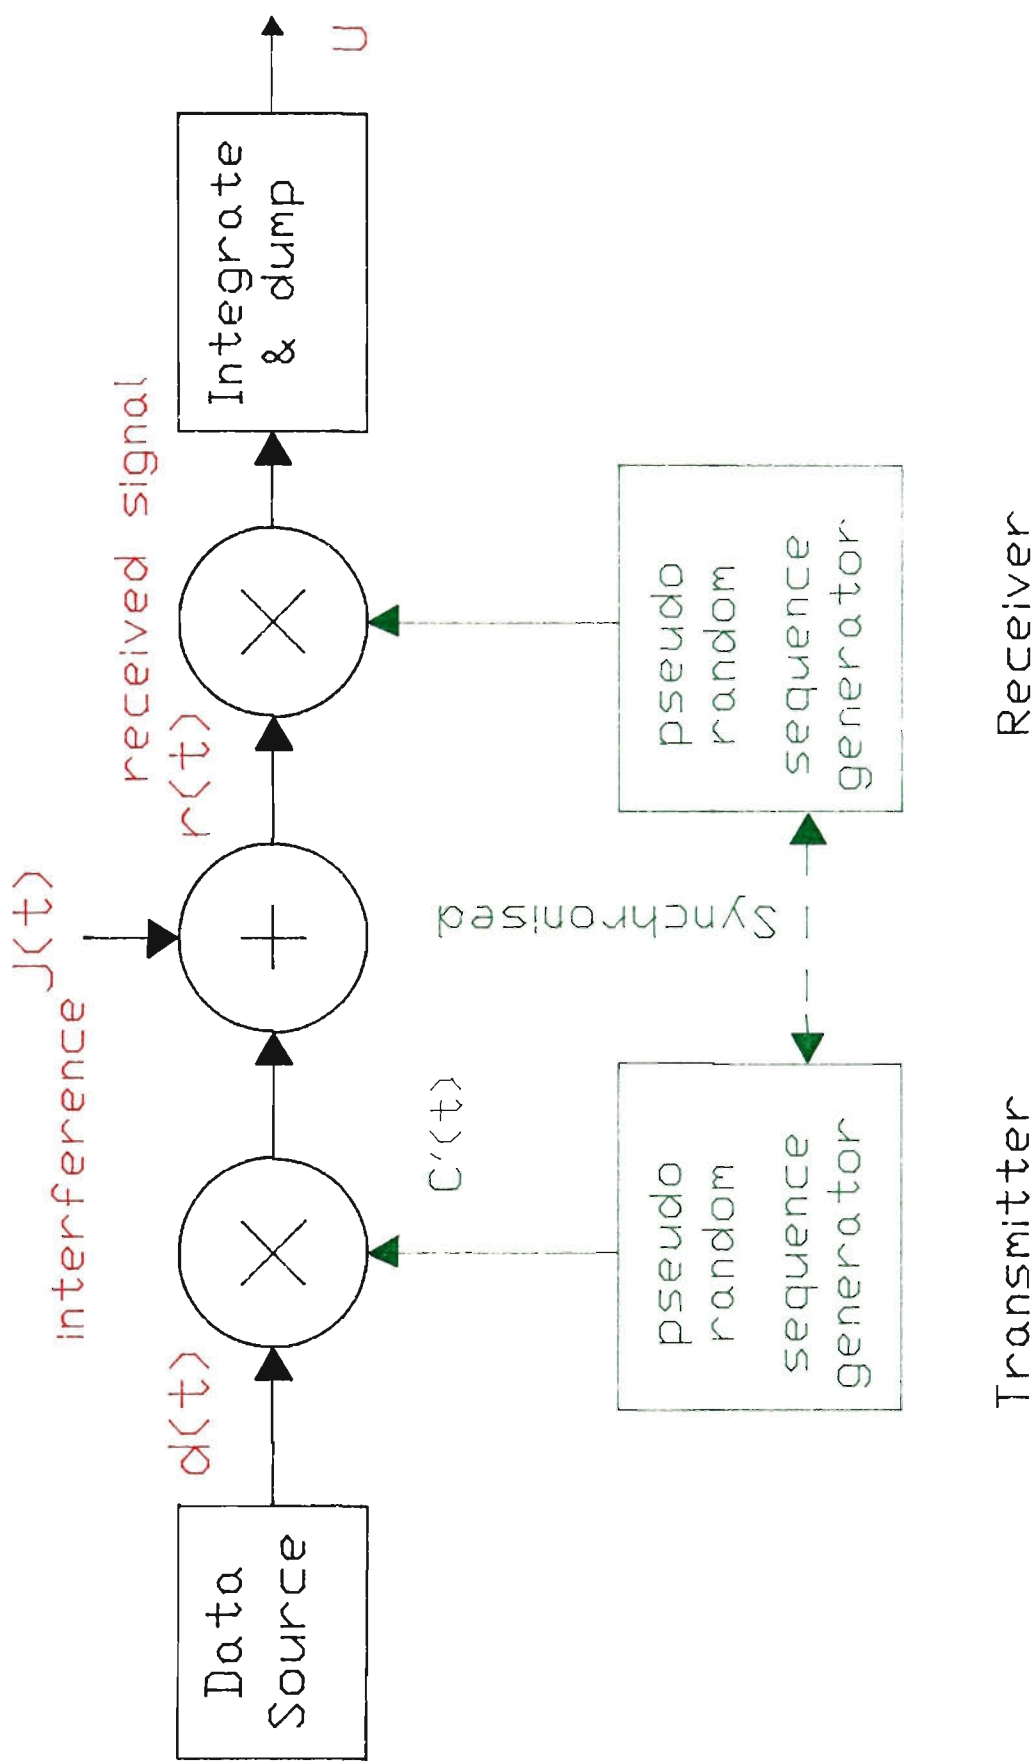 interference J(t)
received signal
d(t)
r(t)
Data
Source
Integrate
& dump
U
C'(t)
Synchronised
pseudo
random
sequence
generator
pseudo
random
sequence
generator
Transmitter
Receiver